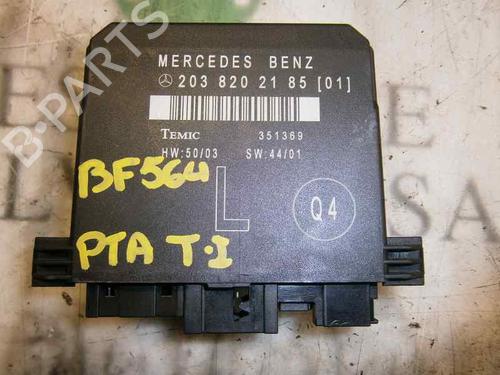 MERCEDES BENZ
203 820 21 85 [01]
TEMIC 351369
HW:50/03 SW:44/01
BF564
L
Q4
PTA T.I
B-PARTS